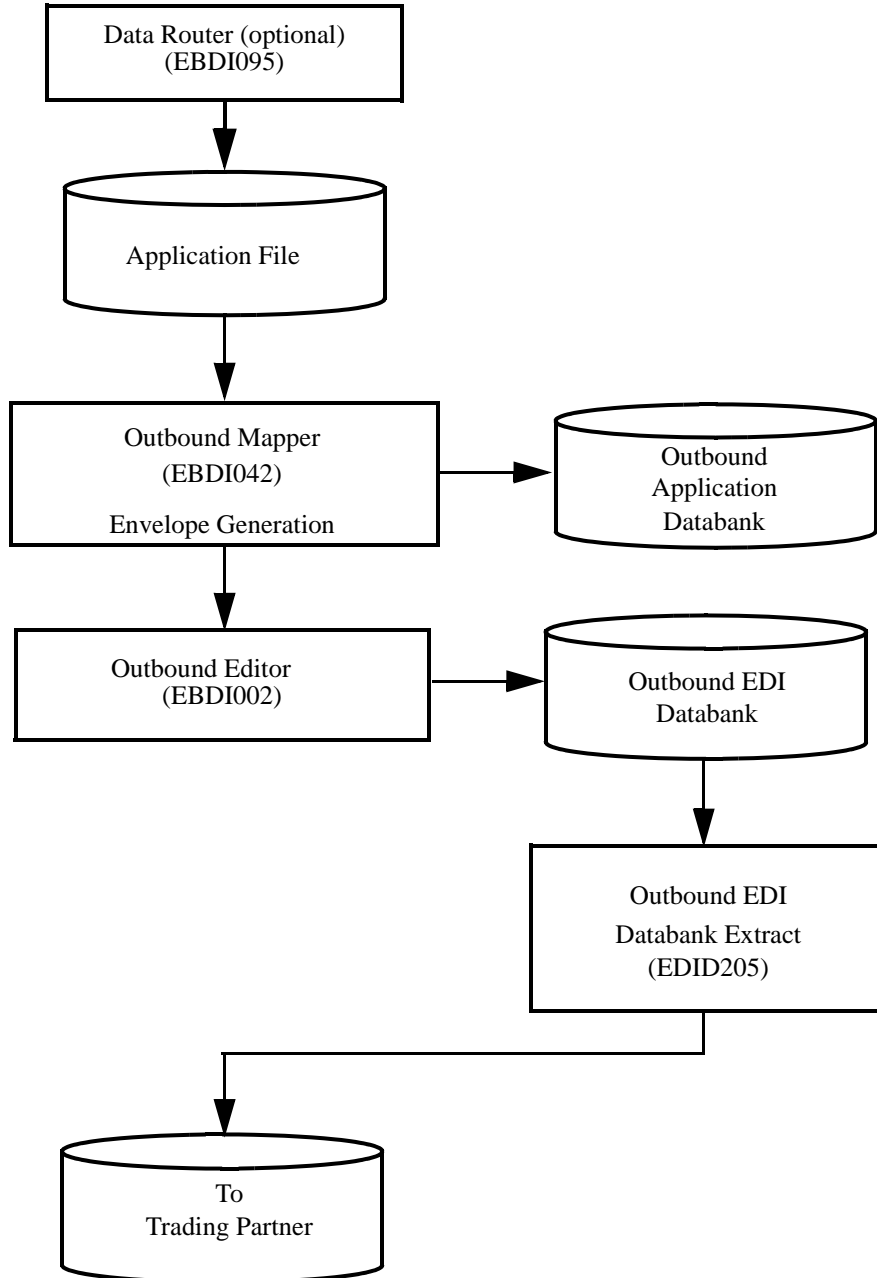 Data Router (optional)
(EBDI095)
Application File
Outbound Mapper
(EBDI042)
Envelope Generation
Outbound
Application
Databank
Outbound Editor
(EBDI002)
Outbound EDI
Databank
Outbound EDI
Databank Extract
(EDID205)
To
Trading Partner